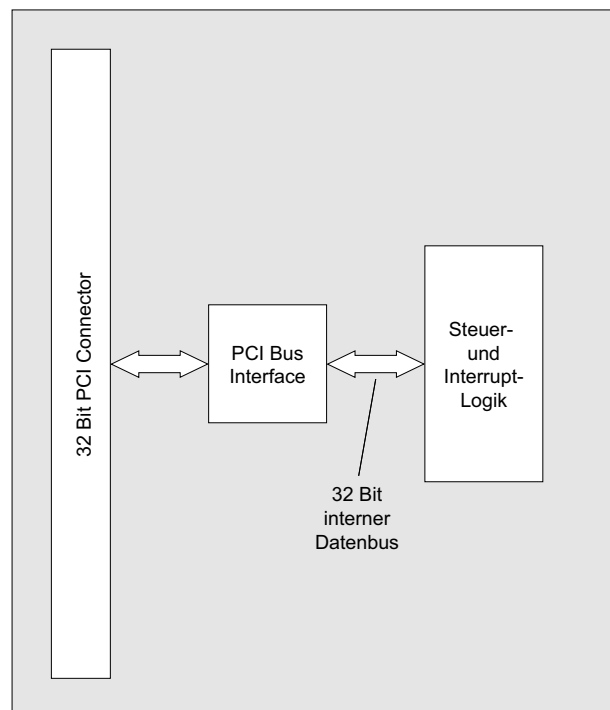 32 Bit PCI Connector
PCI Bus
Interface
Steuer-
und
Interrupt-
Logik
32 Bit
interner
Datenbus